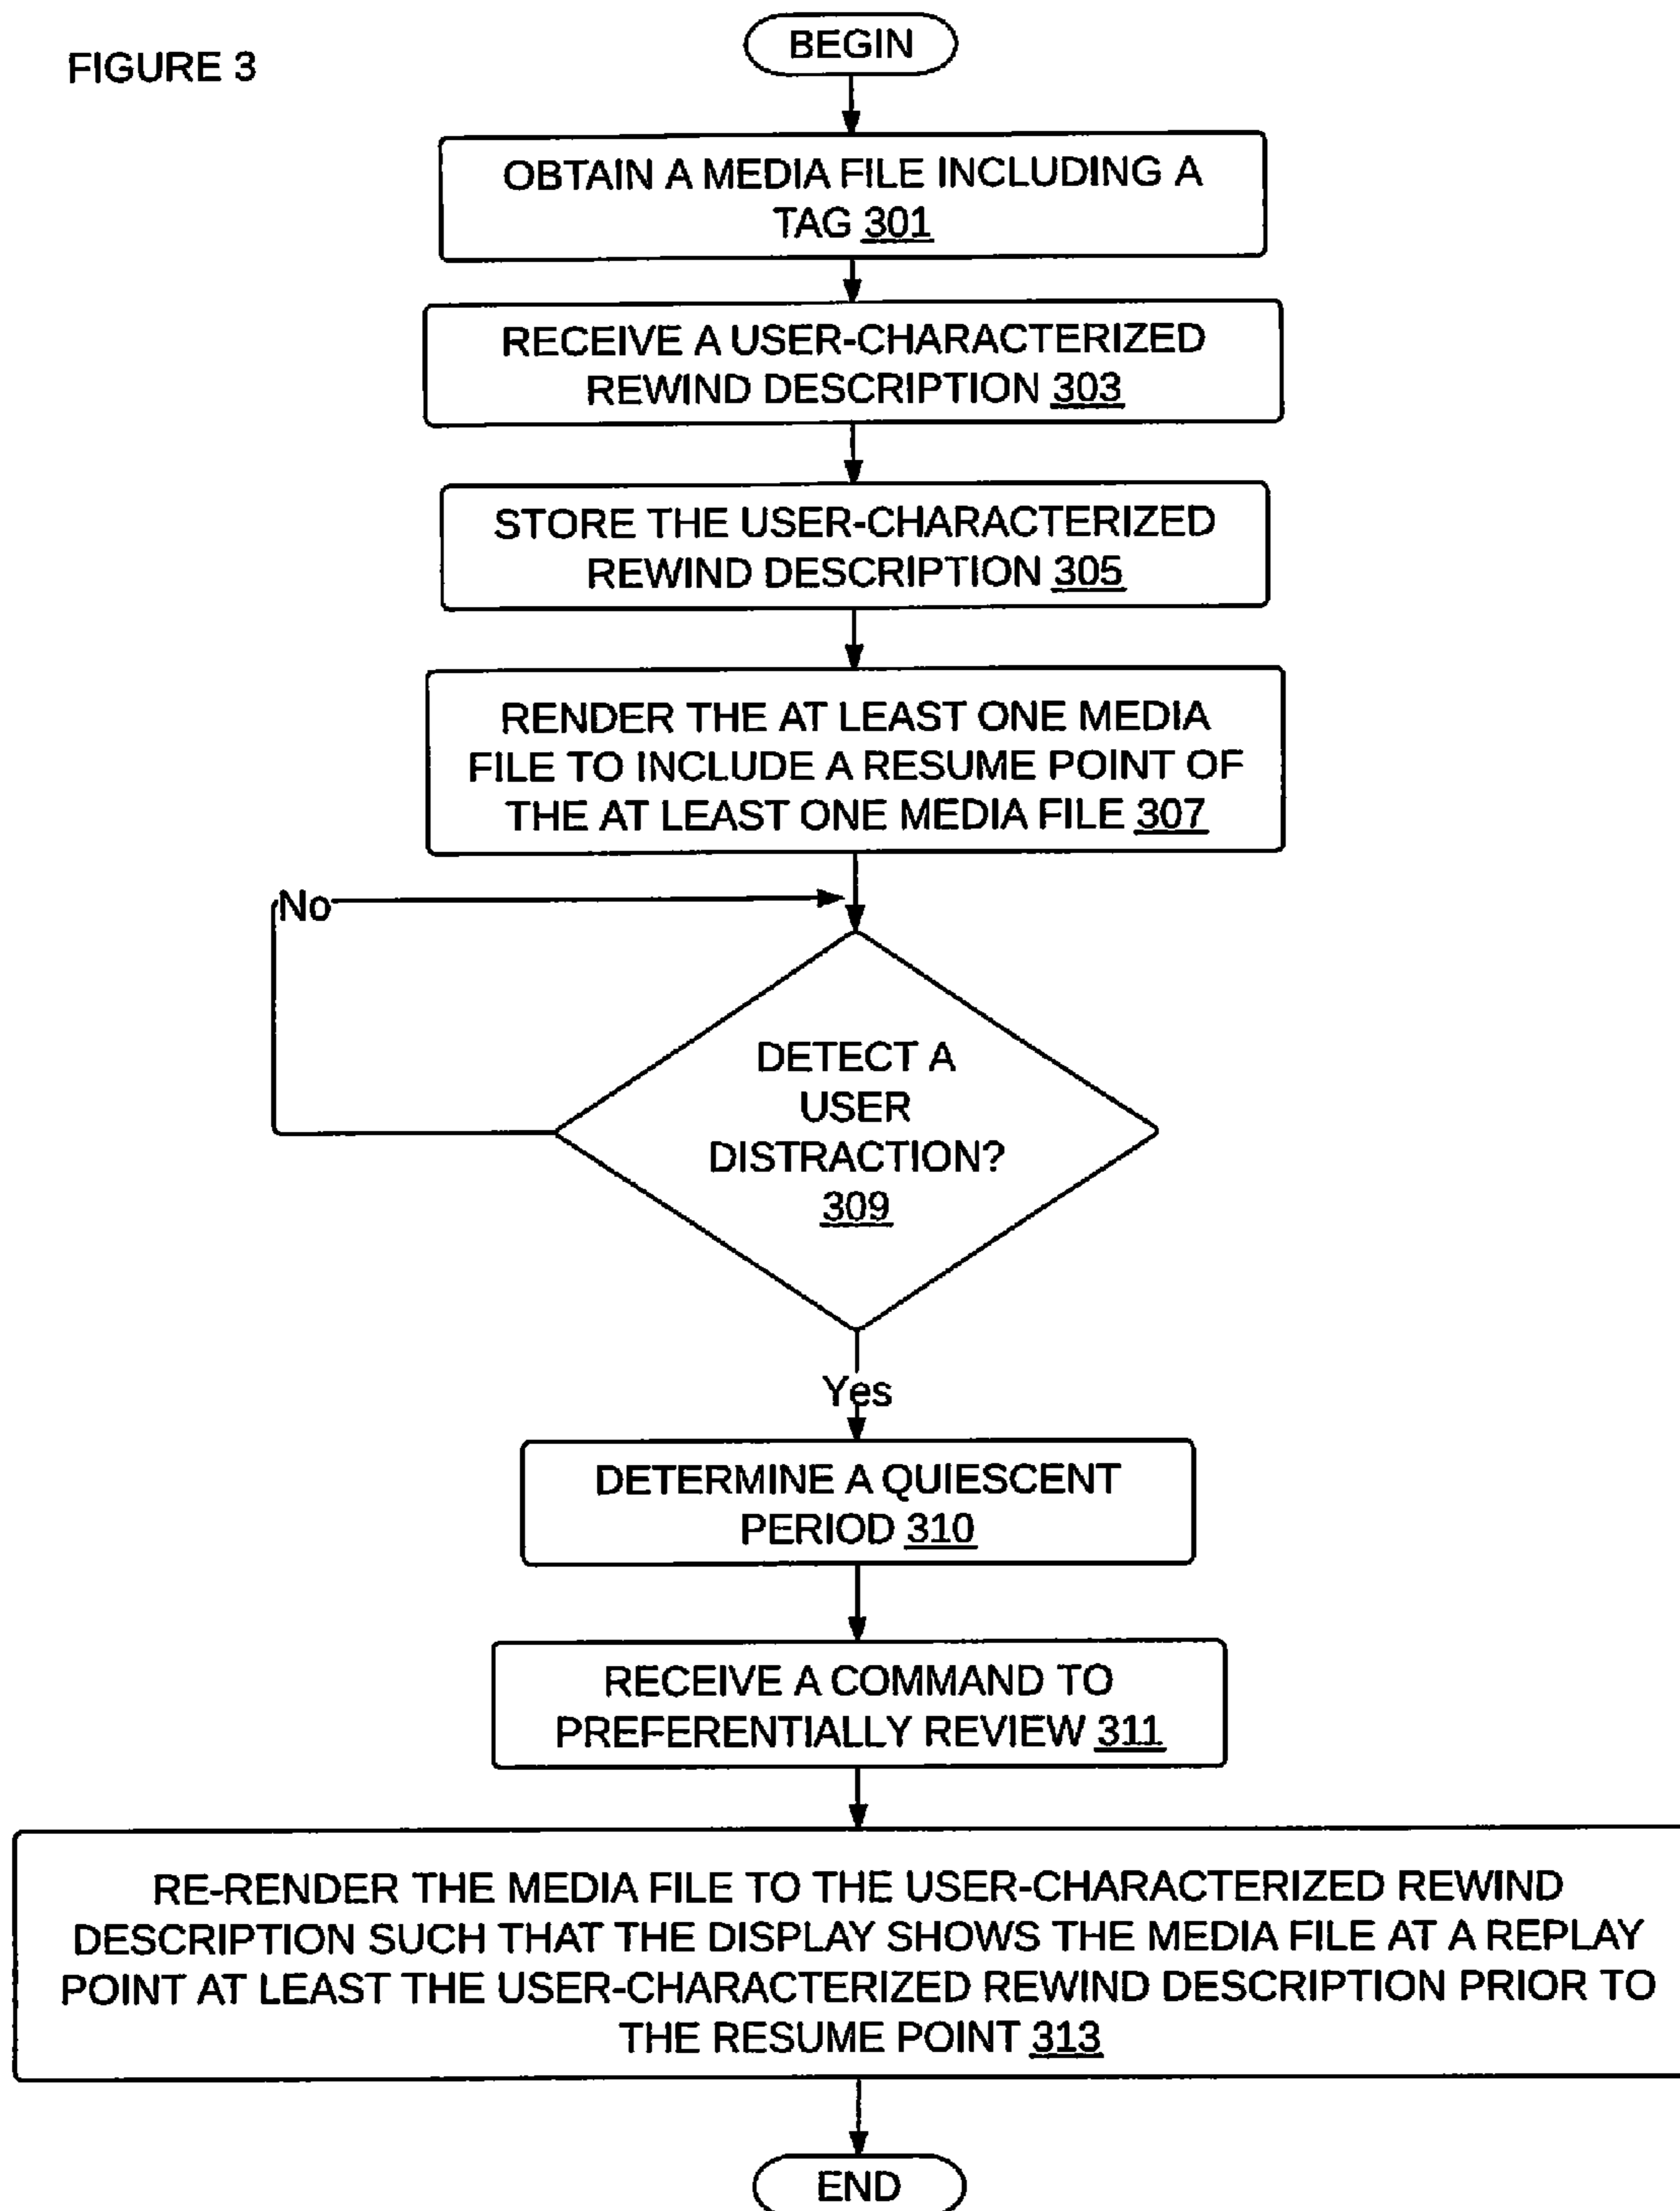 FIGURE 3
BEGIN
OBTAIN A MEDIA FILE INCLUDING A
TAG 301
RECEIVE A USER-CHARACTERIZED
REWIND DESCRIPTION 303
STORE THE USER-CHARACTERIZED
REWIND DESCRIPTION 305
RENDER THE AT LEAST ONE MEDIA
FILE TO INCLUDE A RESUME POINT OF
THE AT LEAST ONE MEDIA FILE 307
No
DETECT A
USER
DISTRACTION?
309
Yes
DETERMINE A QUIESCENT
PERIOD 310
RECEIVE A COMMAND TO
PREFERENTIALLY REVIEW 311
RE-RENDER THE MEDIA FILE TO THE USER-CHARACTERIZED REWIND
DESCRIPTION SUCH THAT THE DISPLAY SHOWS THE MEDIA FILE AT A REPLAY
POINT AT LEAST THE USER-CHARACTERIZED REWIND DESCRIPTION PRIOR TO
THE RESUME POINT 313
END